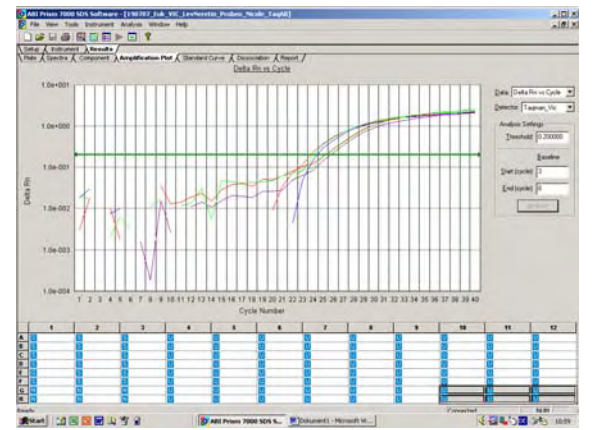 ABI Prism 7000 SDS Software - [190707_Euk_VIC_LevNeretin_Proben_Nicole_TaqAll]
File View Tools Instrument Analysis Window Help
Setup Instrument Results
Plate Spectra Component Amplification Plot Standard Curve Dissociation Report
Delta Rn vs Cycle
Data: Delta Rn vs Cycle
Detector: Taqman_Vic
Analysis Settings
Threshold: 0.200000
Baseline
Start (cycle): 3
End (cycle): 8
1.0e+001
1.0e+000
1.0e-001
1.0e-002
1.0e-003
1.0e-004
Delta Rn
1 2 3 4 5 6 7 8 9 10 11 12 13 14 15 16 17 18 19 20 21 22 23 24 25 26 27 28 29 30 31 32 33 34 35 36 37 38 39 40
Cycle Number
1 2 3 4 5 6 7 8 9 10 11 12
A
B
C
D
E
F
G
H
Ready Connected NUM
Start ABI Prism 7000 SDS S... Dokument1 - Microsoft W... 10:59